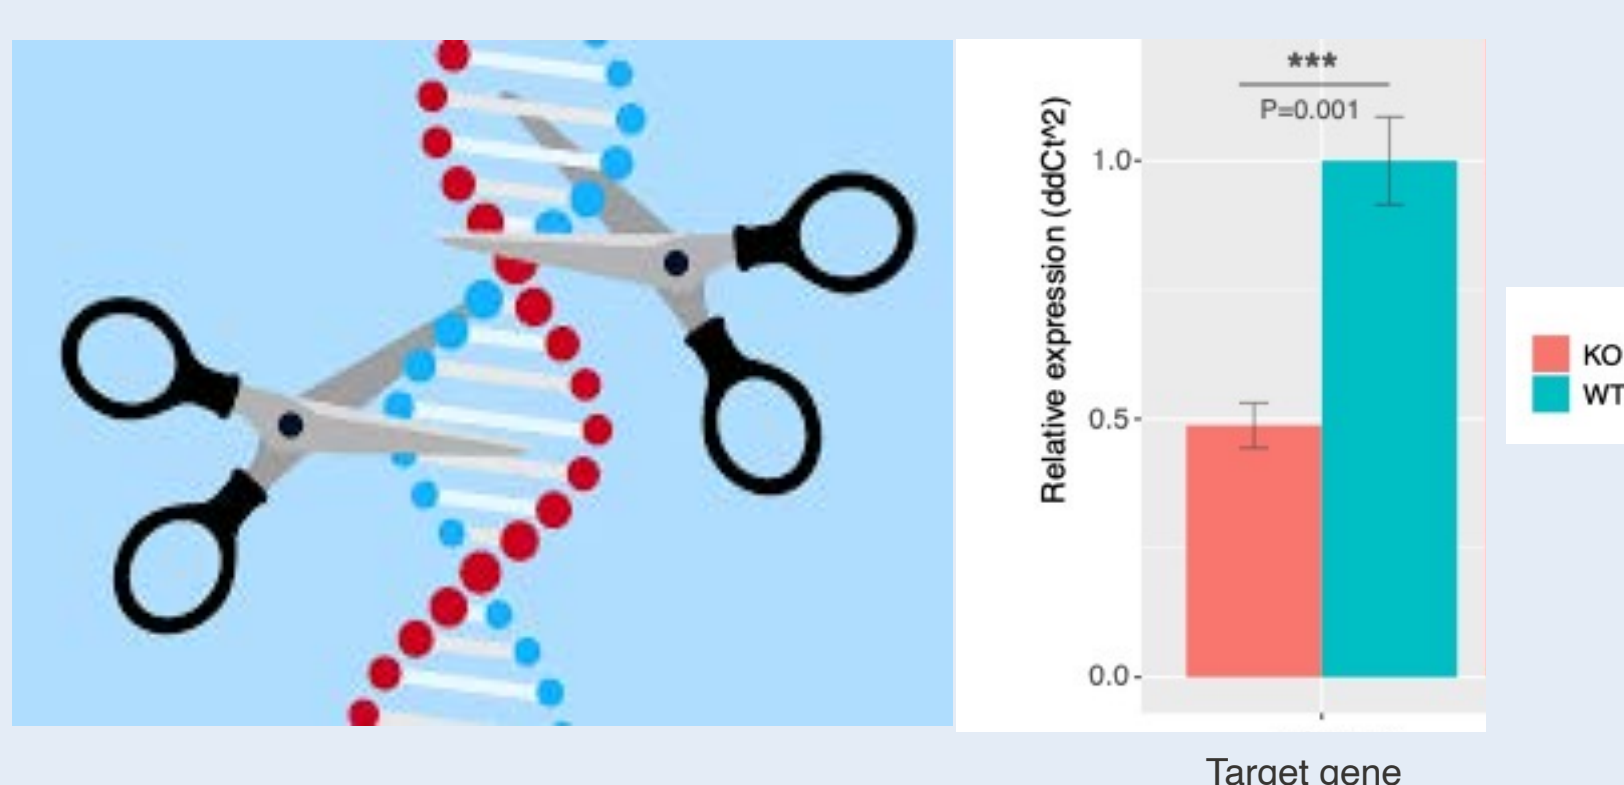 ***
P=0.001
Relative expression (ddCt^2)
1.0
0.5
0.0
KO
WT
Target gene